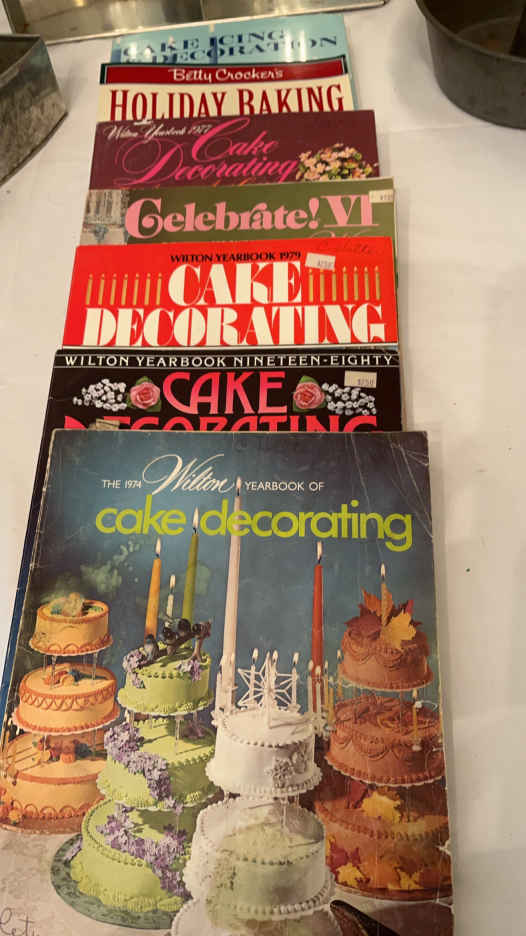 CAKE ICING
& DECORATION
Betty Crocker's
HOLIDAY BAKING
Wilton Yearbook 1977
Cake
Decorating
Celebrate! VI
WILTON YEARBOOK 1979
CAKE
DECORATING
WILTON YEARBOOK NINETEEN-EIGHTY
CAKE
DECORATING
THE 1974 Wilton YEARBOOK OF
cake decorating